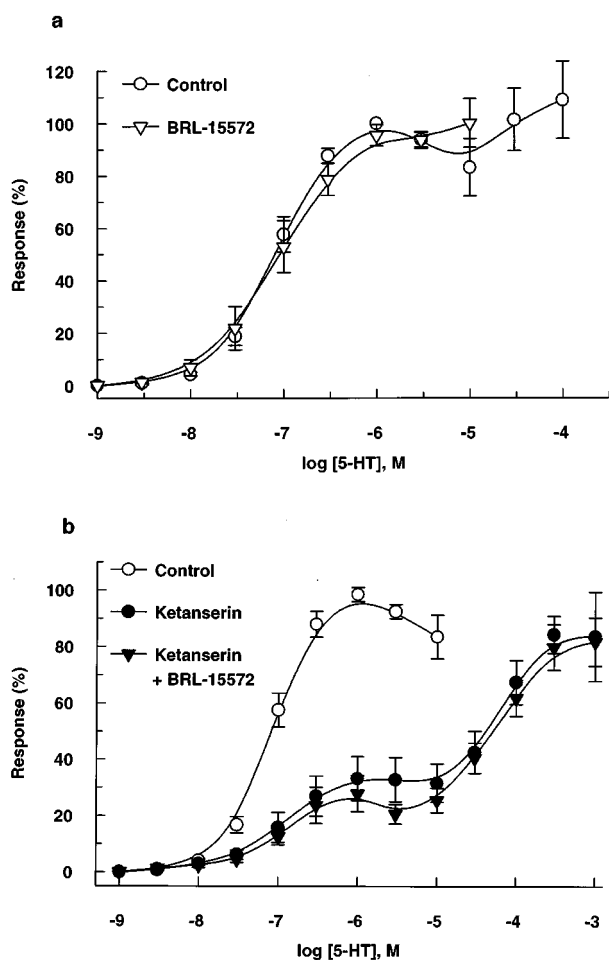 a
Control
BRL-15572
Response (%)
120
100
80
60
40
20
0
-9 -8 -7 -6 -5 -4
log [5-HT], M
b
Control
Ketanserin
Ketanserin
+ BRL-15572
Response (%)
100
80
60
40
20
0
-9 -8 -7 -6 -5 -4 -3
log [5-HT], M